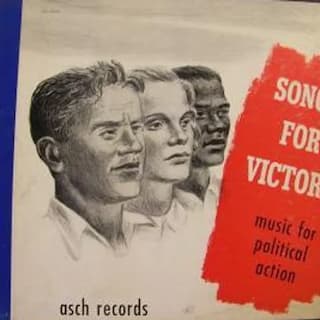 SONG
FOR
VICTOR
music for
political
action
asch records